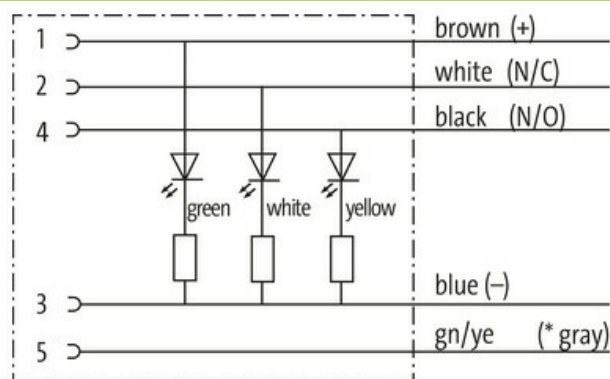 1 brown (+)
2 white (N/C)
4 black (N/O)
green white yellow
3 blue (–)
5 gn/ye (* gray)